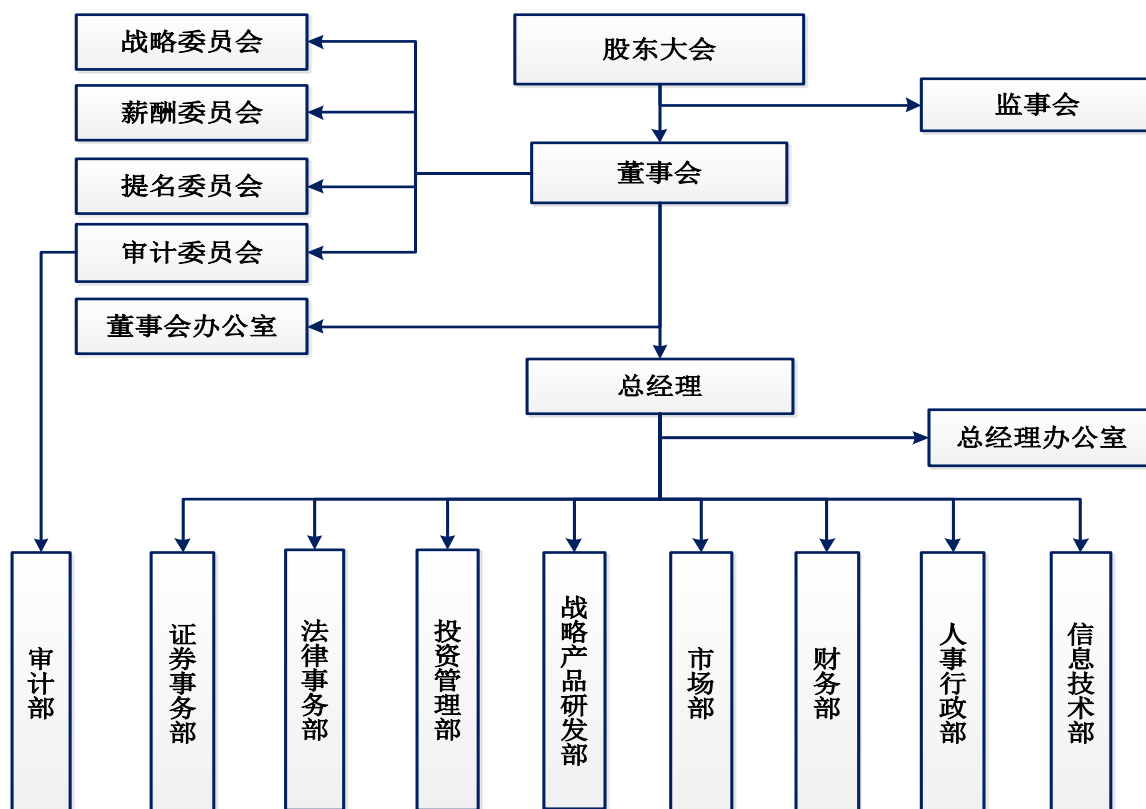 战略委员会
股东大会
薪酬委员会
监事会
董事会
提名委员会
审计委员会
董事会办公室
总经理
总经理办公室
审计部
证券事务部
法律事务部
投资管理部
战略产品研发部
市场部
财务部
人事行政部
信息技术部